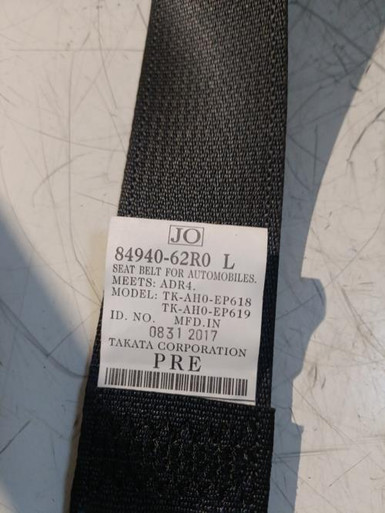 JO
84940-62R0 L
SEAT BELT FOR AUTOMOBILES.
MEETS: ADR4.
MODEL: TK-AH0-EP618
TK-AH0-EP619
ID. NO. MFD.IN
0831 2017
TAKATA CORPORATION
PRE